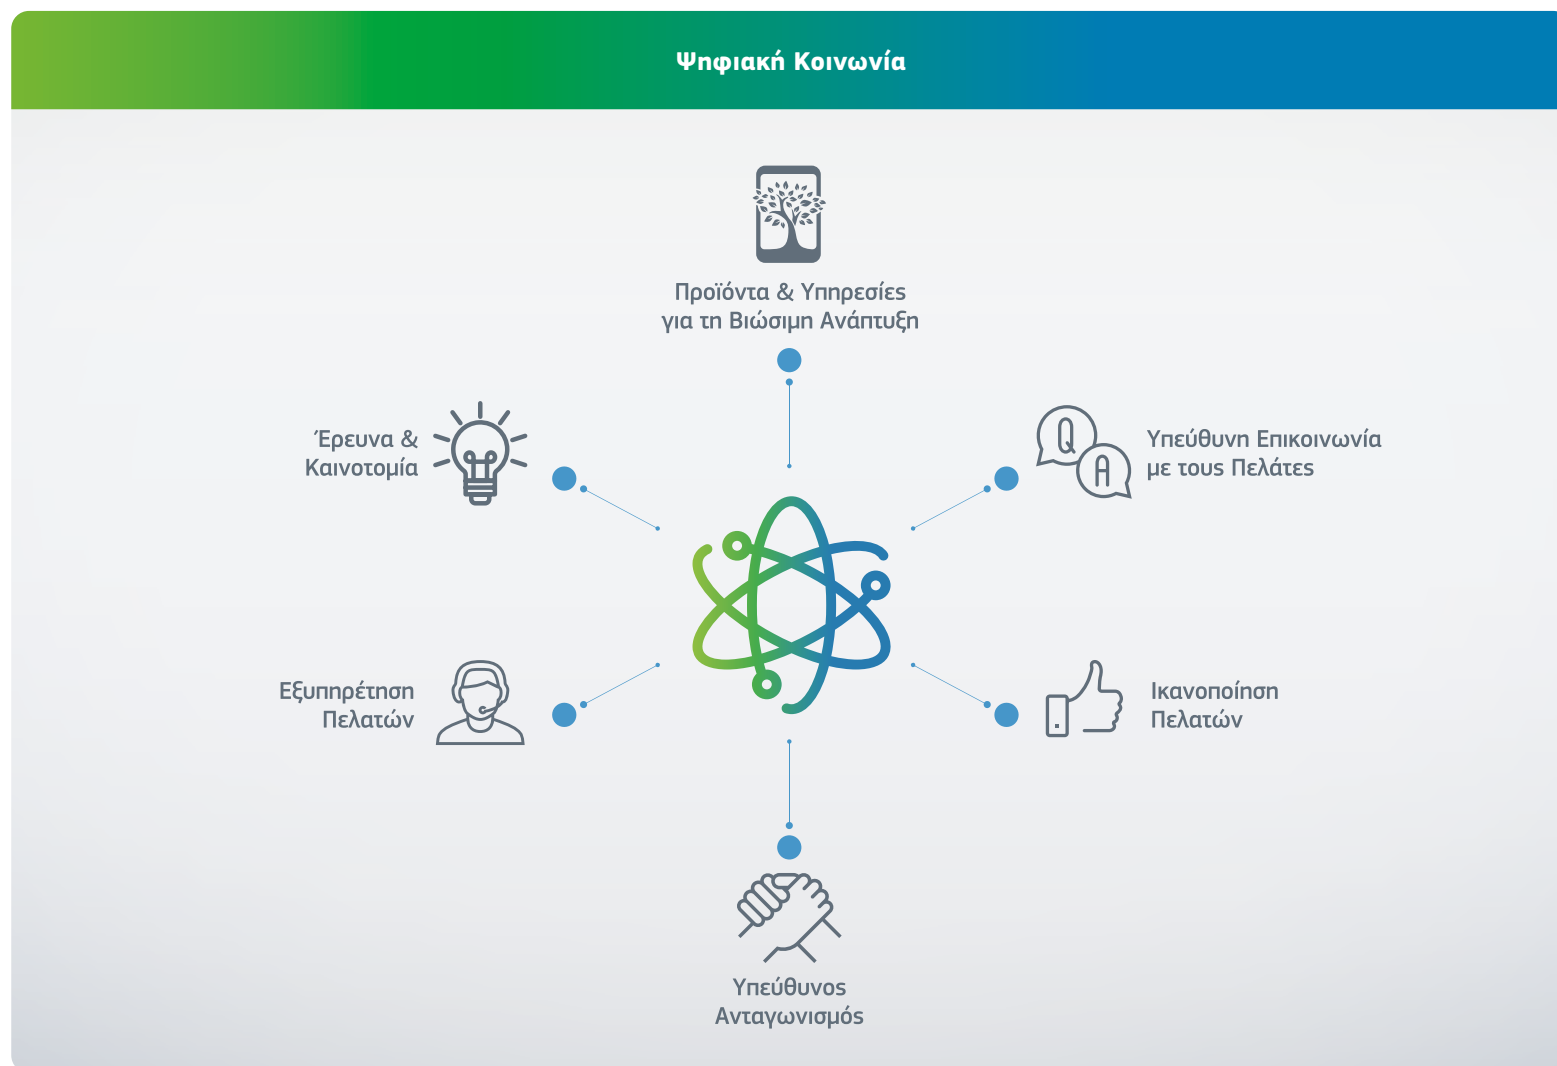 Ψηφιακή Κοινωνία
Προϊόντα & Υπηρεσίες
για τη Βιώσιμη Ανάπτυξη
Έρευνα &
Καινοτομία
Q
A
Υπεύθυνη Επικοινωνία
με τους Πελάτες
Εξυπηρέτηση
Πελατών
Ικανοποίηση
Πελατών
Υπεύθυνος
Ανταγωνισμός